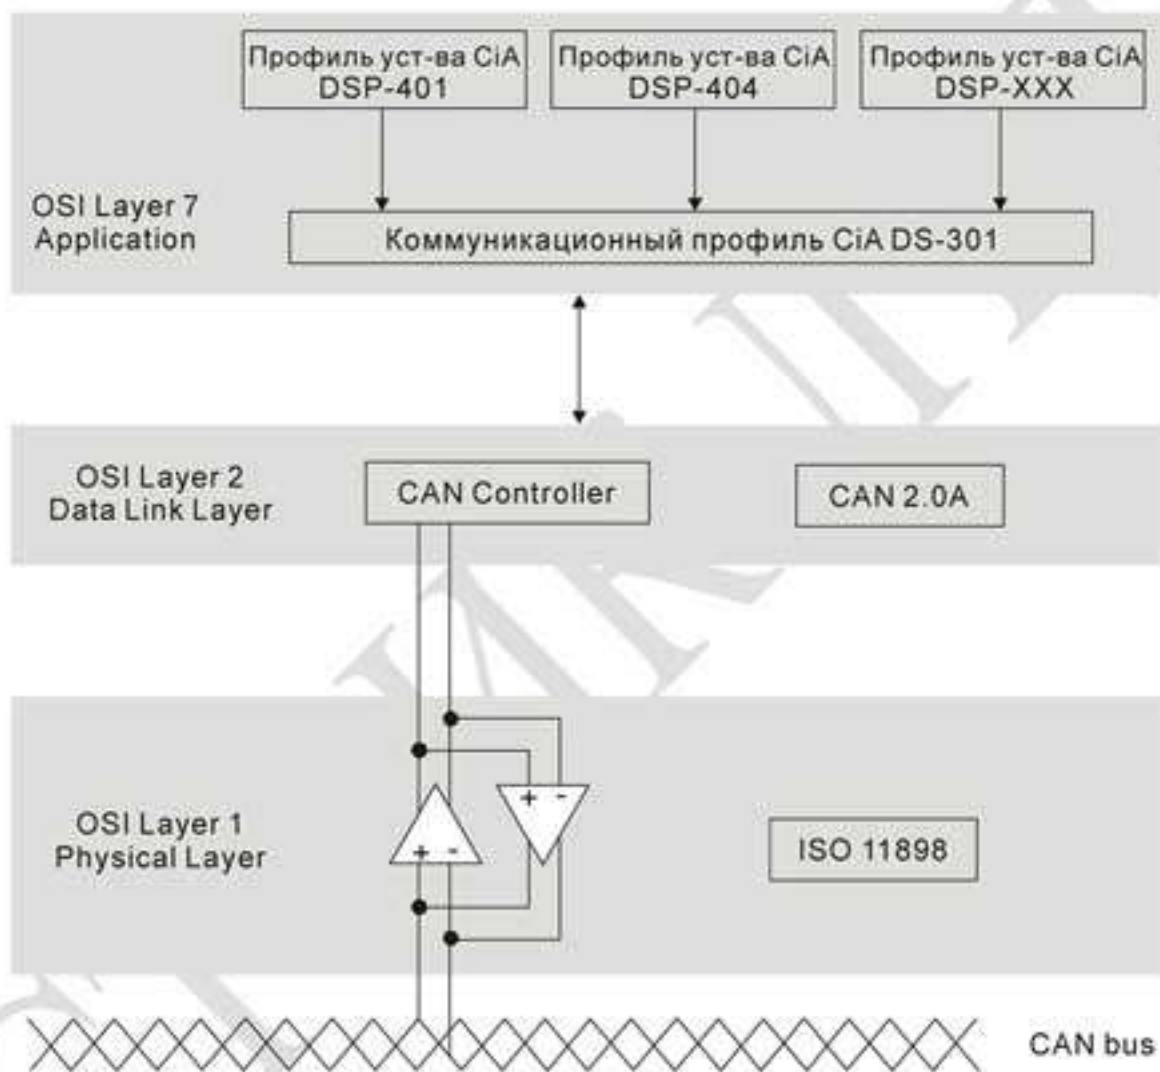 Профиль уст-ва CiA
DSP-401
Профиль уст-ва CiA
DSP-404
Профиль уст-ва CiA
DSP-XXX
OSI Layer 7
Application
Коммуникационный профиль CiA DS-301
OSI Layer 2
Data Link Layer
CAN Controller
CAN 2.0A
OSI Layer 1
Physical Layer
+ -
+ -
ISO 11898
CAN bus